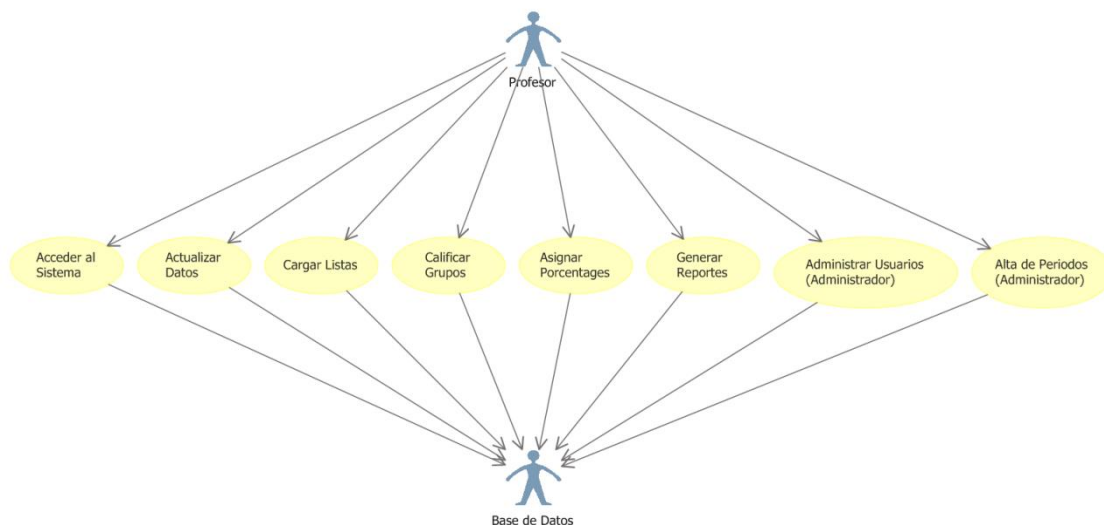 Profesor
Acceder al
Sistema
Actualizar
Datos
Cargar Listas
Calificar
Grupos
Asignar
Porcentages
Generar
Reportes
Administrar Usuarios
(Administrador)
Alta de Periodos
(Administrador)
Base de Datos